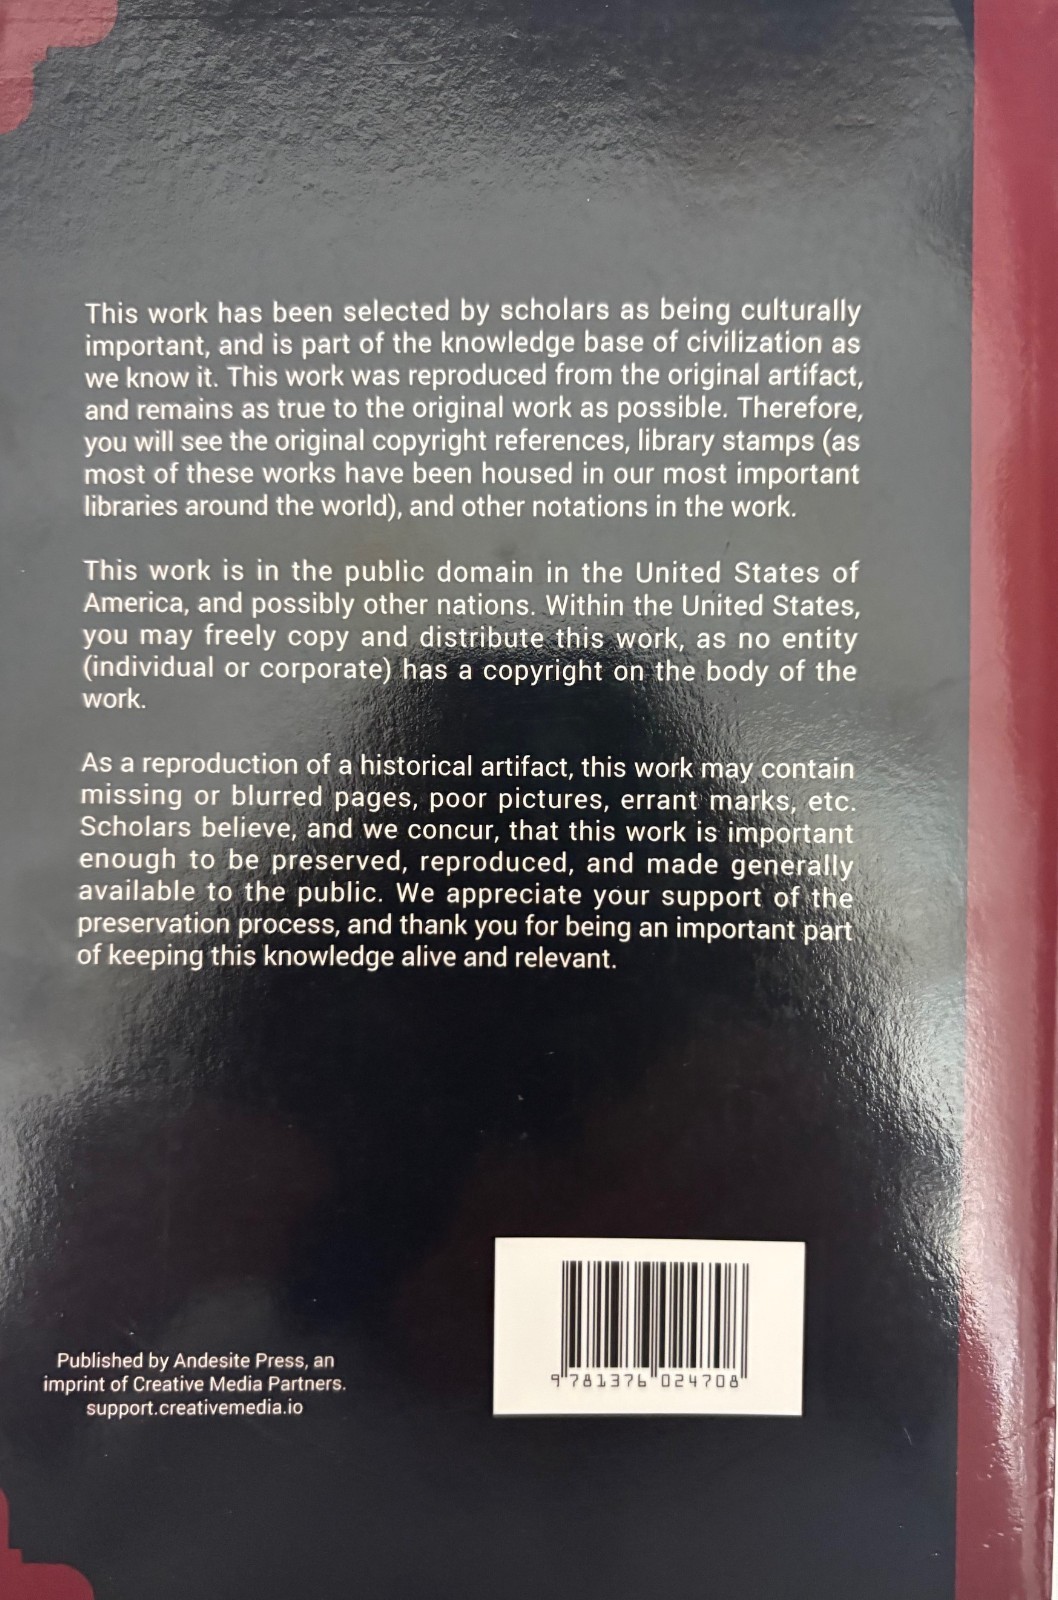 This work has been selected by scholars as being culturally
important, and is part of the knowledge base of civilization as
we know it. This work was reproduced from the original artifact,
and remains as true to the original work as possible. Therefore,
you will see the original copyright references, library stamps (as
most of these works have been housed in our most important
libraries around the world), and other notations in the work.
This work is in the public domain in the United States of
America, and possibly other nations. Within the United States,
you may freely copy and distribute this work, as no entity
(individual or corporate) has a copyright on the body of the
work.
As a reproduction of a historical artifact, this work may contain
missing or blurred pages, poor pictures, errant marks, etc.
Scholars believe, and we concur, that this work is important
enough to be preserved, reproduced, and made generally
available to the public. We appreciate your support of the
preservation process, and thank you for being an important part
of keeping this knowledge alive and relevant.
Published by Andesite Press, an
imprint of Creative Media Partners.
support.creativemedia.io
9 781376 024708